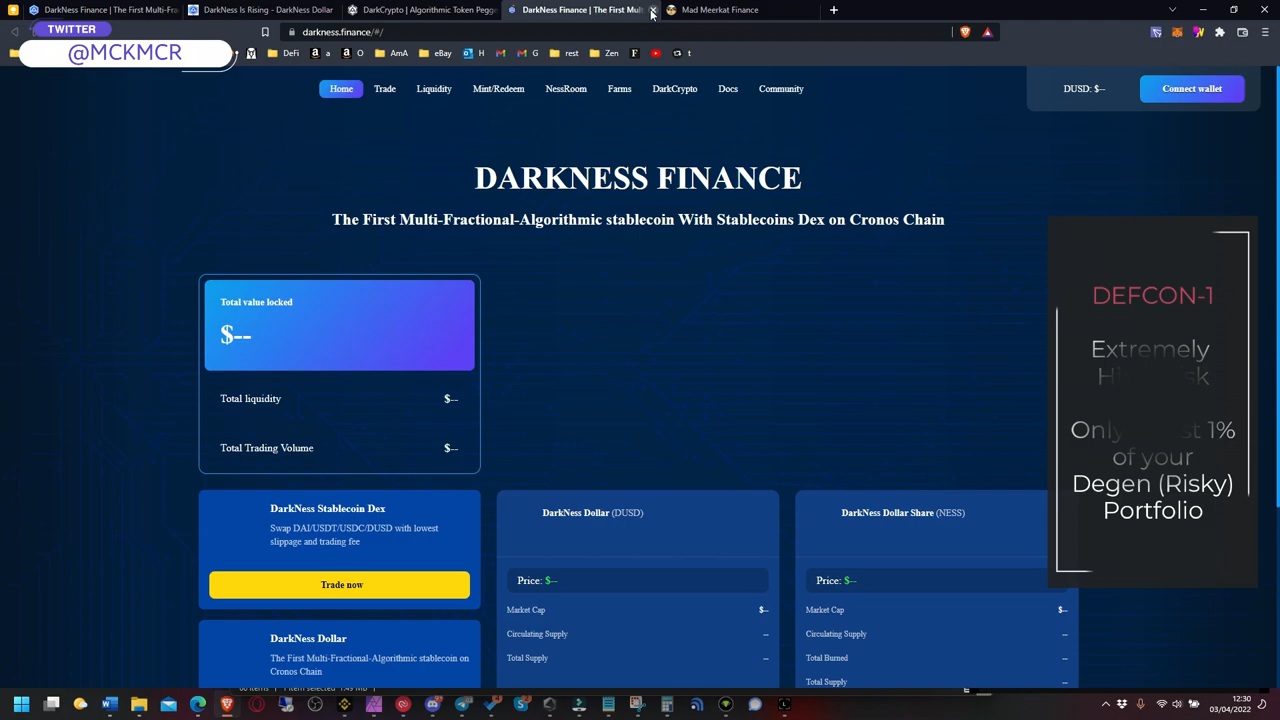 DarkNess Finance | The First Multi-F
DarkNess Is Rising - DarkNess Dollar
DarkCrypto | Algorithmic Token Pegg
DarkNess Finance | The First Mult
Mad Meerkat Finance
TWITTER
darkness.finance/#/
@MCKMCR
DeFi
a
O
AmA
eBay
H
G
rest
Zen
t
Home
Trade
Liquidity
Mint/Redeem
NessRoom
Farms
DarkCrypto
Docs
Community
DUSD: $--
Connect wallet
DARKNESS FINANCE
The First Multi-Fractional-Algorithmic stablecoin With Stablecoins Dex on Cronos Chain
Total value locked
$--
Total liquidity $--
Total Trading Volume $--
DEFCON-1
Extremely
Only
1%
of your
Degen (Risky)
Portfolio
DarkNess Stablecoin Dex
Swap DAI/USDT/USDC/DUSD with lowest
slippage and trading fee
Trade now
DarkNess Dollar
The First Multi-Fractional-Algorithmic stablecoin on
Cronos Chain
DarkNess Dollar (DUSD)
Price: $--
Market Cap $--
Circulating Supply --
Total Supply --
DarkNess Dollar Share (NESS)
Price: $--
Market Cap $--
Circulating Supply --
Total Burned --
Total Supply --
12:30
03/04/2022